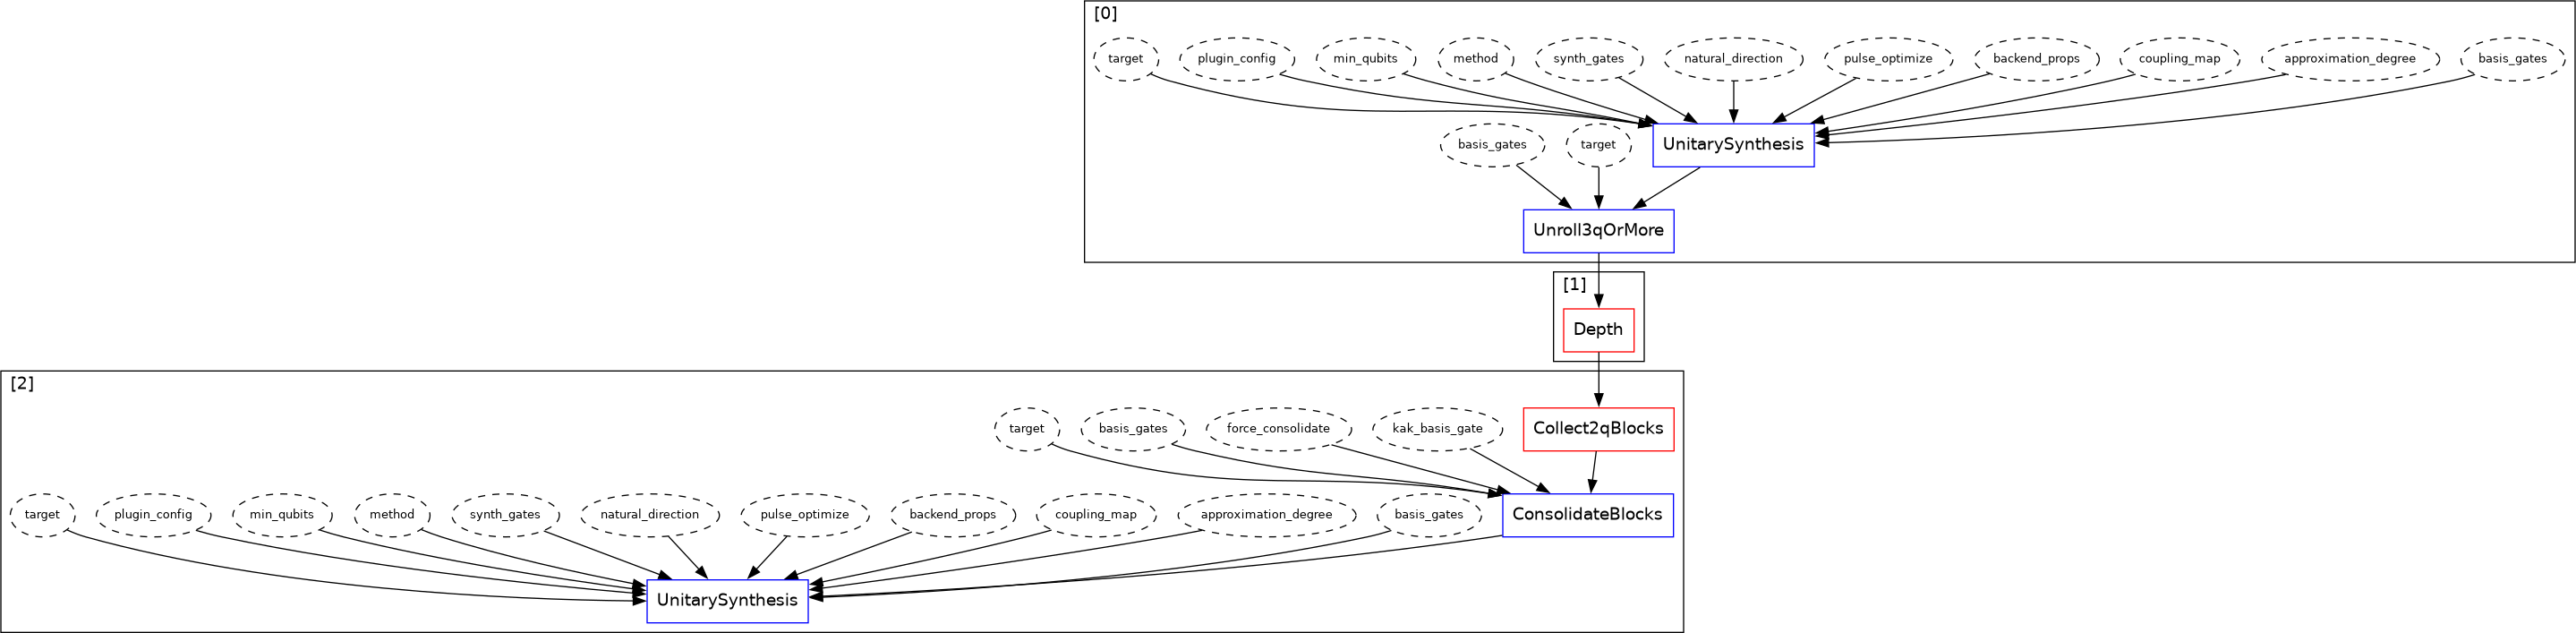 [0]
target
plugin_config
min_qubits
method
synth_gates
natural_direction
pulse_optimize
backend_props
coupling_map
approximation_degree
basis_gates
basis_gates
target
UnitarySynthesis
Unroll3qOrMore
[1]
Depth
[2]
target
basis_gates
force_consolidate
kak_basis_gate
Collect2qBlocks
target
plugin_config
min_qubits
method
synth_gates
natural_direction
pulse_optimize
backend_props
coupling_map
approximation_degree
basis_gates
ConsolidateBlocks
UnitarySynthesis